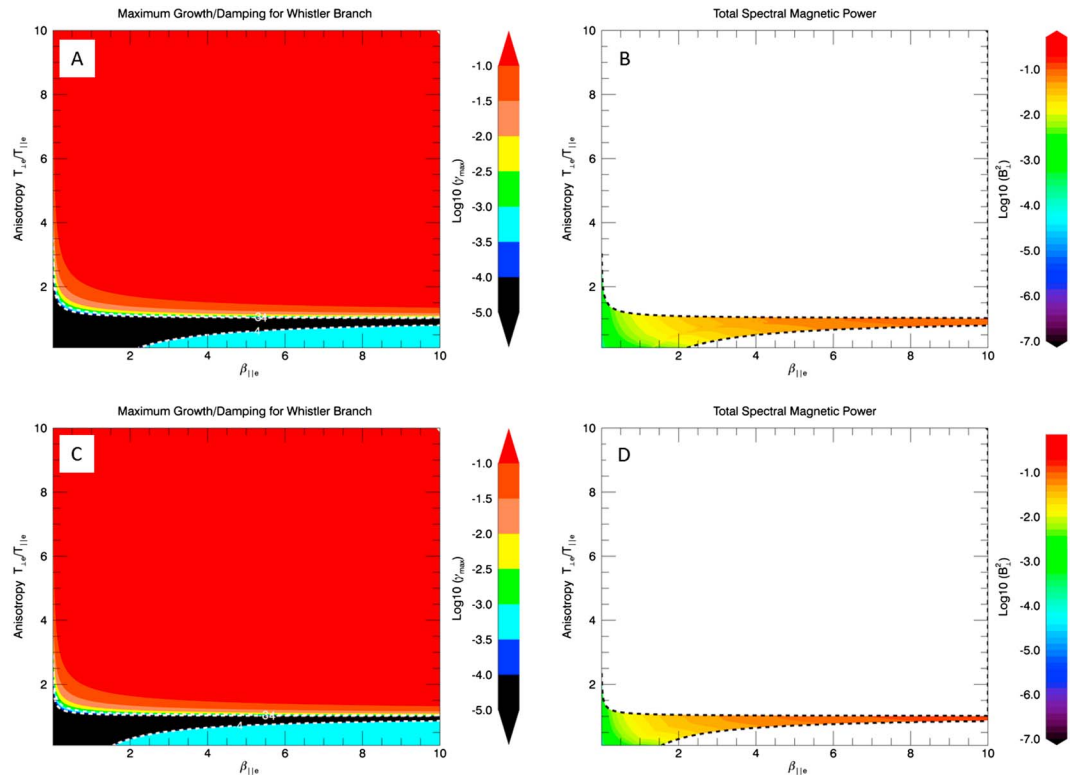 Maximum Growth/Damping for Whistler Branch
A
Anisotropy T⊥e/T||e
10
8
6
4
2
2 4 6 8 10
β||e
-1.0
-1.5
-2.0
-2.5
-3.0
-3.5
-4.0
-5.0
Log10 (γmax)
Total Spectral Magnetic Power
B
Anisotropy T⊥e/T||e
10
8
6
4
2
2 4 6 8 10
β||e
-1.0
-2.0
-3.0
-4.0
-5.0
-6.0
-7.0
Log10 (B²⊥)
Maximum Growth/Damping for Whistler Branch
C
Anisotropy T⊥e/T||e
10
8
6
4
2
2 4 6 8 10
β||e
-1.0
-1.5
-2.0
-2.5
-3.0
-3.5
-4.0
-5.0
Log10 (γmax)
Total Spectral Magnetic Power
D
Anisotropy T⊥e/T||e
10
8
6
4
2
2 4 6 8 10
β||e
-1.0
-2.0
-3.0
-4.0
-5.0
-6.0
-7.0
Log10 (B²⊥)